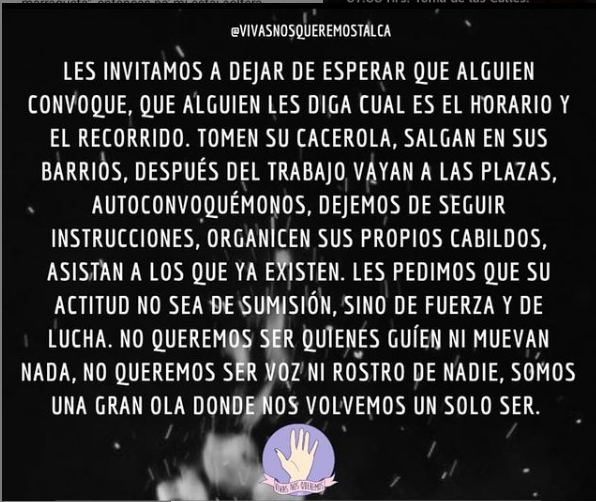 @VIVASNOSQUEREMOSTALCA
LES INVITAMOS A DEJAR DE ESPERAR QUE ALGUIEN
CONVOQUE, QUE ALGUIEN LES DIGA CUAL ES EL HORARIO Y
EL RECORRIDO. TOMEN SU CACEROLA, SALGAN EN SUS
BARRIOS, DESPUÉS DEL TRABAJO VAYAN A LAS PLAZAS,
AUTOCONVOQUÉMONOS, DEJEMOS DE SEGUIR
INSTRUCCIONES, ORGANICEN SUS PROPIOS CABILDOS,
ASISTAN A LOS QUE YA EXISTEN. LES PEDIMOS QUE SU
ACTITUD NO SEA DE SUMISIÓN, SINO DE FUERZA Y DE
LUCHA. NO QUEREMOS SER QUIENES GUÍEN NI MUEVAN
NADA, NO QUEREMOS SER VOZ NI ROSTRO DE NADIE, SOMOS
UNA GRAN OLA DONDE NOS VOLVEMOS UN SOLO SER.
VIVAS NOS QUEREMOS